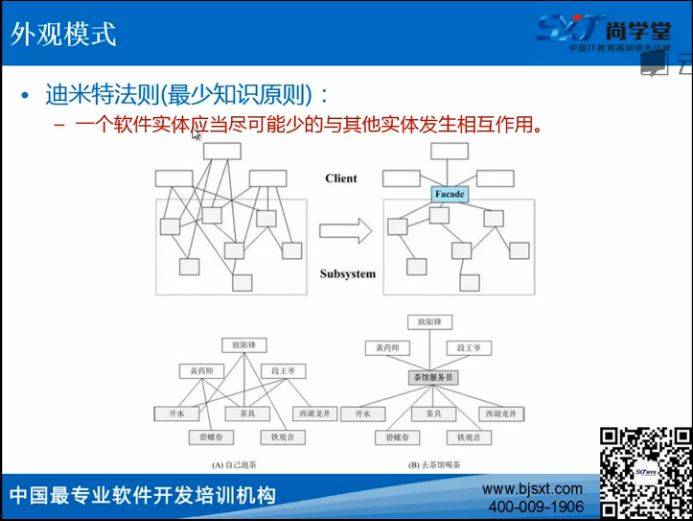 外观模式
SXT 尚学堂
中国IT教育高端领先品牌
云
• 迪米特法则(最少知识原则)：
– 一个软件实体应当尽可能少的与其他实体发生相互作用。
Client
Facade
Subsystem
欧阳锋
黄药师
段王爷
开水
茶具
西湖龙井
碧螺春
铁观音
(A) 自己泡茶
欧阳锋
黄药师
段王爷
茶馆服务员
开水
茶具
西湖龙井
碧螺春
铁观音
(B) 去茶馆喝茶
中国最专业软件开发培训机构
www.bjsxt.com
400-009-1906